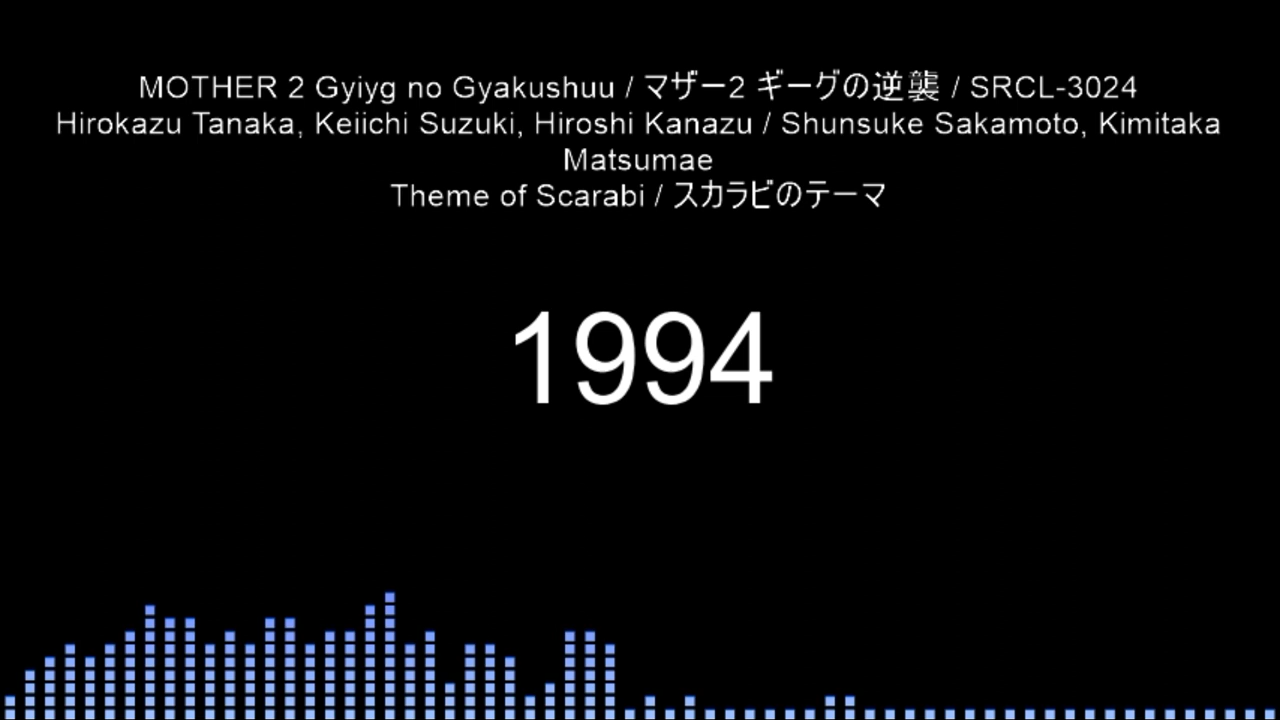 MOTHER 2 Gyiyg no Gyakushuu / マザー2 ギーグの逆襲 / SRCL-3024
Hirokazu Tanaka, Keiichi Suzuki, Hiroshi Kanazu / Shunsuke Sakamoto, Kimitaka
Matsumae
Theme of Scarabi / スカラビのテーマ
1994